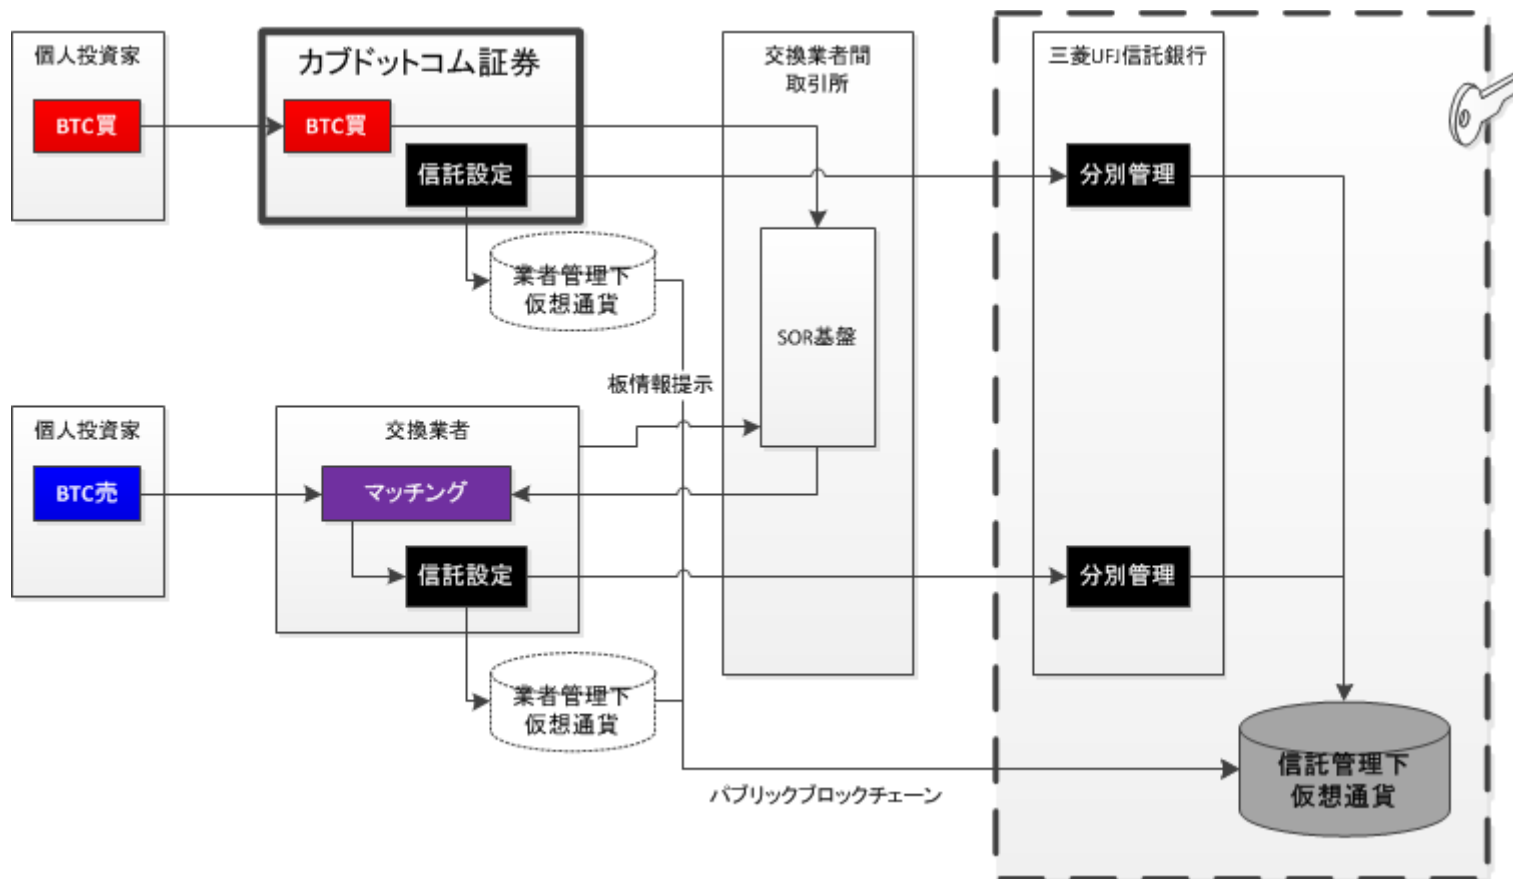 個人投資家
BTC買
カブドットコム証券
BTC買
信託設定
業者管理下
仮想通貨
交換業者間
取引所
SOR基盤
三菱UFJ信託銀行
分別管理
板情報提示
個人投資家
BTC売
交換業者
マッチング
信託設定
業者管理下
仮想通貨
分別管理
信託管理下
仮想通貨
パブリックブロックチェーン